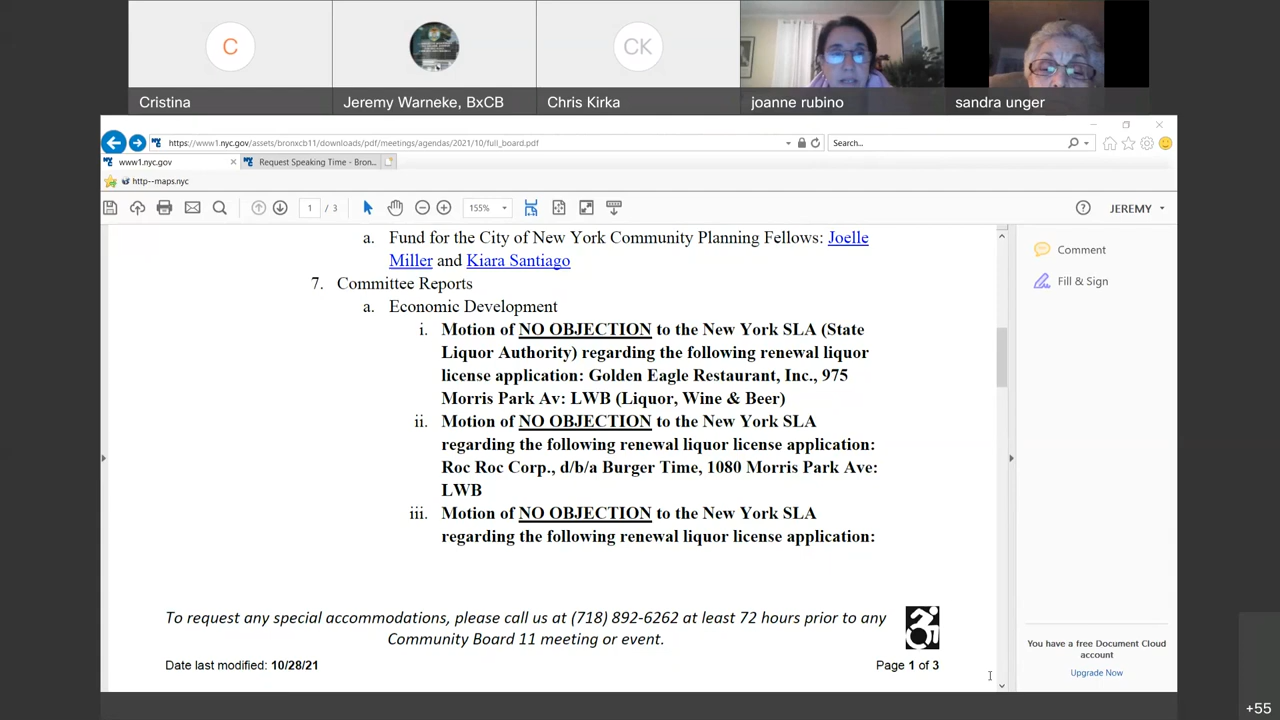 C
CK
Cristina
Jeremy Warneke, BxCB
Chris Kirka
joanne rubino
sandra unger
https://www1.nyc.gov/assets/bronxcb11/downloads/pdf/meetings/agendas/2021/10/full_board.pdf
Search...
www1.nyc.gov
Request Speaking Time - Bron...
http--maps.nyc
1 / 3
155%
JEREMY
a. Fund for the City of New York Community Planning Fellows: Joelle
Miller and Kiara Santiago
7. Committee Reports
a. Economic Development
i. Motion of NO OBJECTION to the New York SLA (State
Liquor Authority) regarding the following renewal liquor
license application: Golden Eagle Restaurant, Inc., 975
Morris Park Av: LWB (Liquor, Wine & Beer)
ii. Motion of NO OBJECTION to the New York SLA
regarding the following renewal liquor license application:
Roc Roc Corp., d/b/a Burger Time, 1080 Morris Park Ave:
LWB
iii. Motion of NO OBJECTION to the New York SLA
regarding the following renewal liquor license application:
To request any special accommodations, please call us at (718) 892-6262 at least 72 hours prior to any
Community Board 11 meeting or event.
Date last modified: 10/28/21
Page 1 of 3
Comment
Fill & Sign
You have a free Document Cloud
account
Upgrade Now
+55